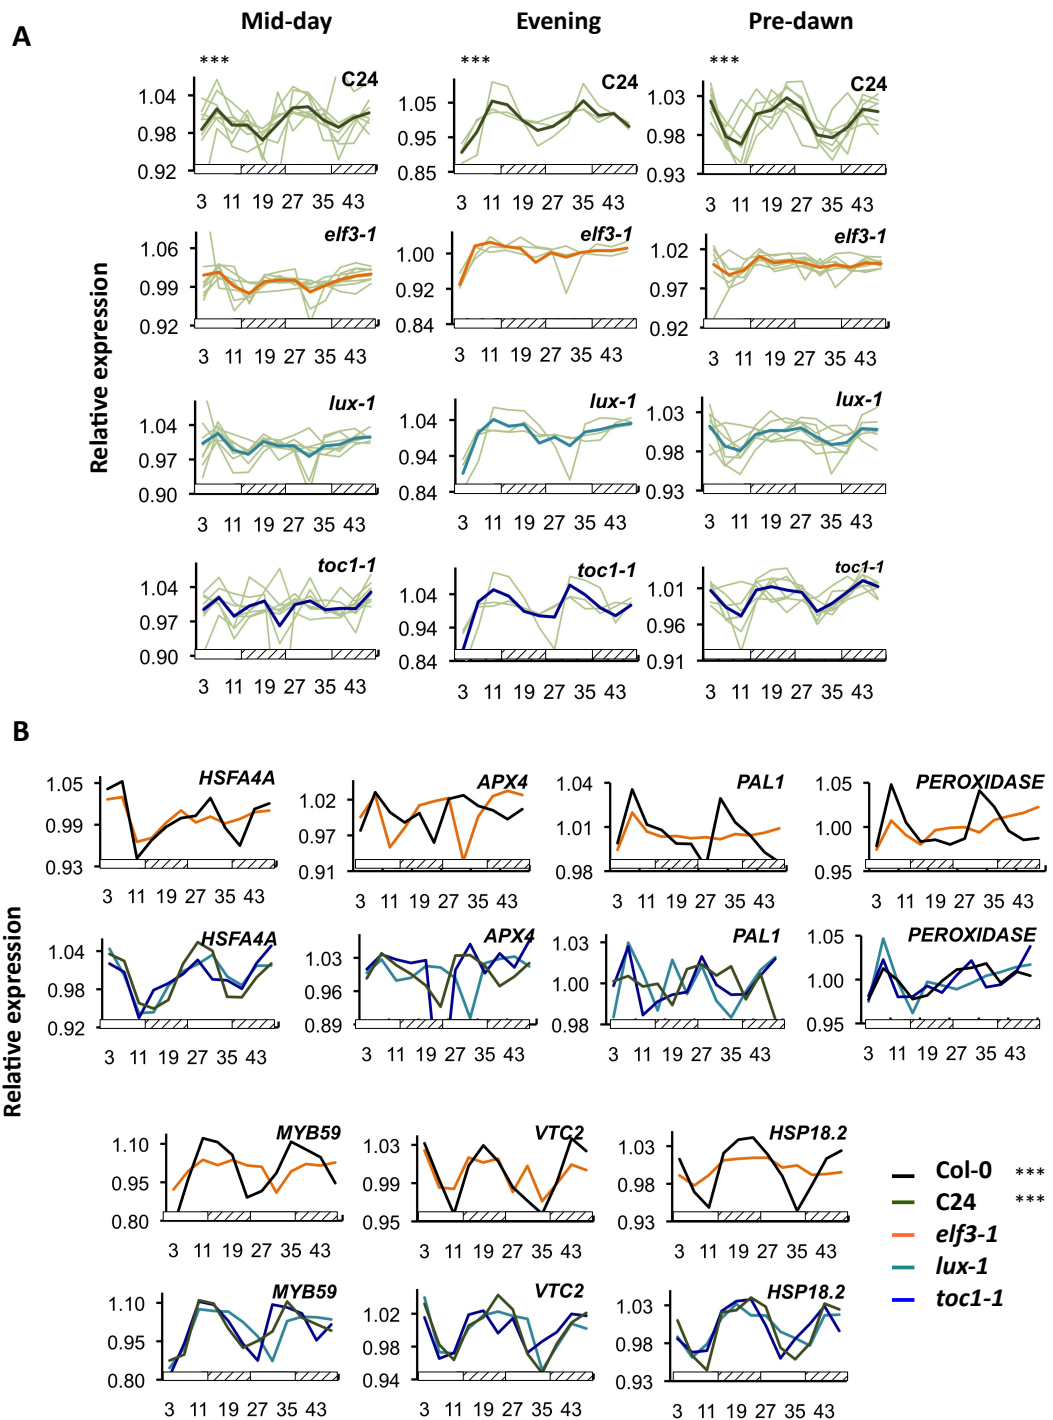 A
Mid-day Evening Pre-dawn
*** *** ***
C24 C24 C24
1.04 1.05 1.03
0.98 0.95 0.98
0.92 0.85 0.93
3 11 19 27 35 43 3 11 19 27 35 43 3 11 19 27 35 43
elf3-1 elf3-1 elf3-1
1.06 1.00 1.02
0.99 0.92 0.97
0.92 0.84 0.92
3 11 19 27 35 43 3 11 19 27 35 43 3 11 19 27 35 43
Relative expression
lux-1 lux-1 lux-1
1.04 1.04 1.03
0.97 0.94 0.98
0.90 0.84 0.93
3 11 19 27 35 43 3 11 19 27 35 43 3 11 19 27 35 43
toc1-1 toc1-1 toc1-1
1.04 1.04 1.01
0.97 0.94 0.96
0.90 0.84 0.91
3 11 19 27 35 43 3 11 19 27 35 43 3 11 19 27 35 43
B
HSFA4A APX4 PAL1 PEROXIDASE
1.05 1.02 1.04 1.05
0.99 0.97 1.01 1.00
0.93 0.91 0.98 0.95
3 11 19 27 35 43 3 11 19 27 35 43 3 11 19 27 35 43 3 11 19 27 35 43
HSFA4A APX4 PAL1 PEROXIDASE
1.04 1.03 1.03 1.05
0.98 0.96 1.00 1.00
0.92 0.89 0.98 0.95
3 11 19 27 35 43 3 11 19 27 35 43 3 11 19 27 35 43 3 11 19 27 35 43
Relative expression
MYB59 VTC2 HSP18.2
1.10 1.03 1.03
0.95 0.99 0.98
0.80 0.95 0.93
3 11 19 27 35 43 3 11 19 27 35 43 3 11 19 27 35 43
Col-0 ***
C24 ***
elf3-1
lux-1
toc1-1
MYB59 VTC2 HSP18.2
1.10 1.02 1.03
0.95 0.98 0.98
0.80 0.94 0.93
3 11 19 27 35 43 3 11 19 27 35 43 3 11 19 27 35 43